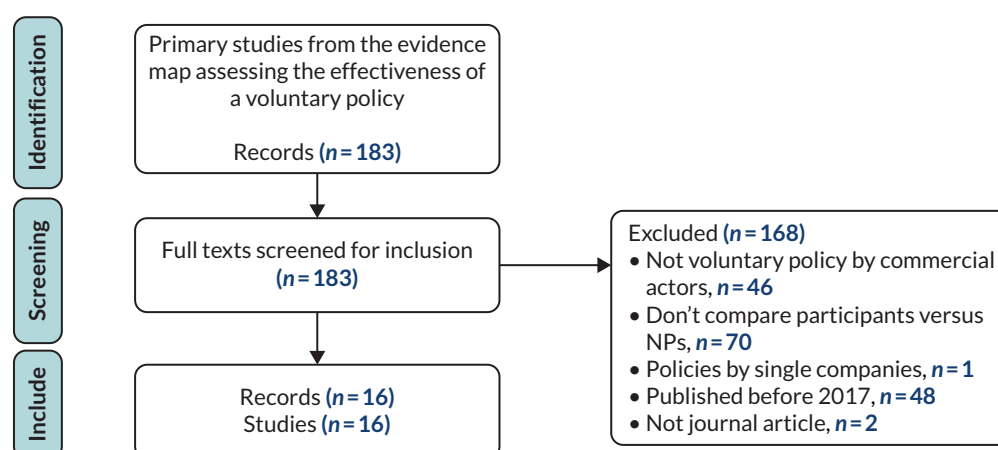 Identification
Primary studies from the evidence
map assessing the effectiveness of
a voluntary policy
Records (n=183)
Screening
Full texts screened for inclusion
(n=183)
Excluded (n=168)
• Not voluntary policy by commercial
actors, n=46
• Don't compare participants versus
NPs, n=70
• Policies by single companies, n=1
• Published before 2017, n=48
• Not journal article, n=2
Include
Records (n=16)
Studies (n=16)